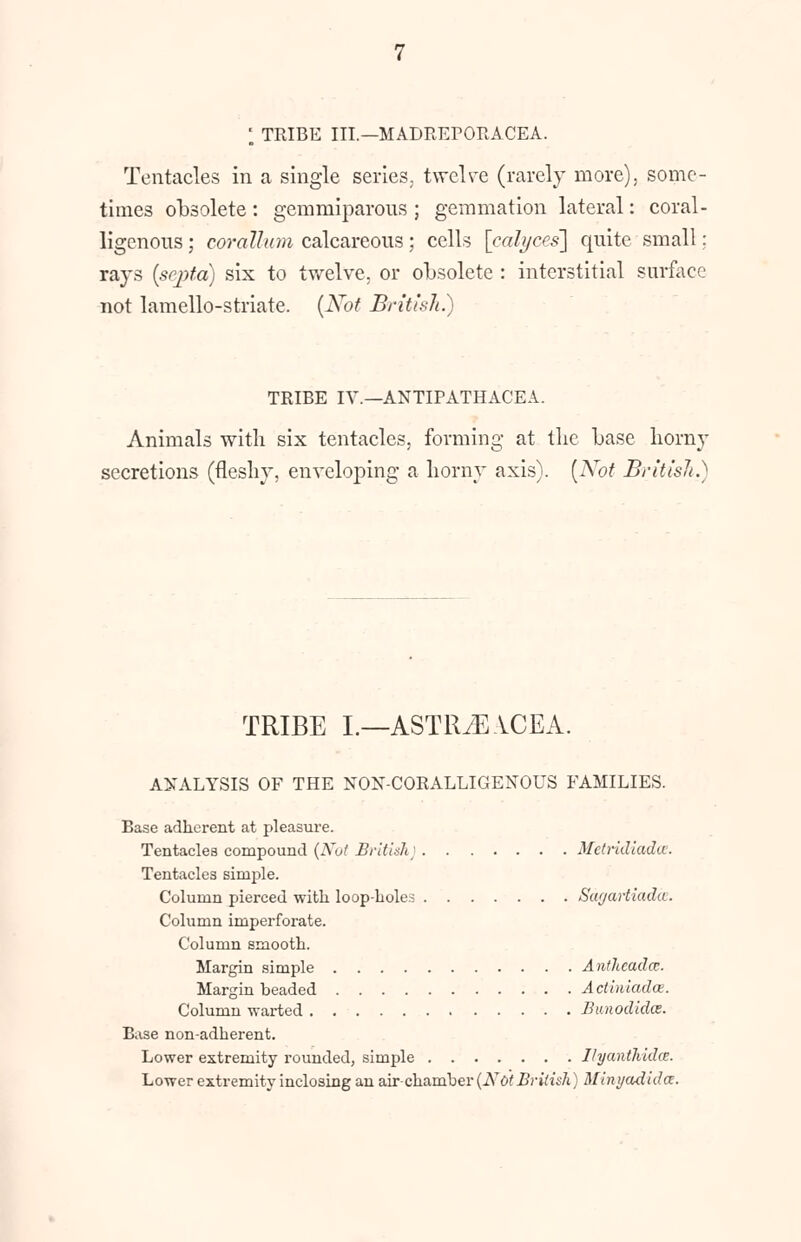 7
TRIBE III.—MADREPORACEA.
Tentacles in a single series, twelve (rarely more), some-
times obsolete : gemmiparous ; gemmation lateral : coral-
ligenous ; corallum calcareous ; cells [calyces] quite small :
rays (septa) six to twelve, or obsolete : interstitial surface
not lamello-striate. (Not British.)
TRIBE IV.—ANTIPATHACEA.
Animals with six tentacles, forming at the base horny
secretions (fleshy, enveloping a horny axis). (Not British.)
TRIBE I.—ASTRÆACEA.
ANALYSIS OF THE NON-CORALLIGENOUS FAMILIES.
Base adherent at pleasure.
Tentacles compound (Not British) . . . . . . . Metridiadæ.
Tentacles simple.
Column pierced with loop-holes . . . . . . . Sagartiadæ.
Column imperforate.
Column smooth.
Margin simple . . . . . . . . . . . Antheadæ.
Margin beaded . . . . . . . . . . . Actiniadæ.
Column warted . . . . . . . . . . . . Bunodidæ.
Base non-adherent.
Lower extremity rounded, simple . . . . . . . Ilyanthidæ.
Lower extremity inclosing an air-chamber (Not British) Minyadidæ.